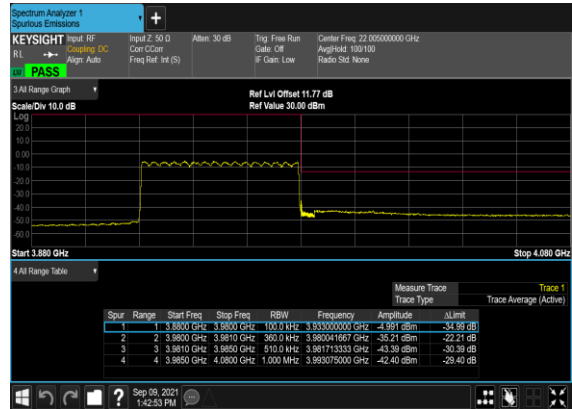 Spectrum Analyzer 1
Spurious Emissions
+
KEYSIGHT Input: RF Input Z: 50 Ω Atten: 30 dB Trig: Free Run Center Freq: 22.005000000 GHz
RL Coupling: DC Corr CCorr Gate: Off Avg|Hold: 100/100
Align: Auto Freq Ref: Int (S) IF Gain: Low Radio Std: None
PASS
3 All Range Graph
Ref Lvl Offset 11.77 dB
Scale/Div 10.0 dB Ref Value 30.00 dBm
Log
20.0
10.0
0.00
-10.0
-20.0
-30.0
-40.0
-50.0
-60.0
Start 3.880 GHz Stop 4.080 GHz
4 All Range Table
Measure Trace Trace 1
Trace Type Trace Average (Active)
Spur Range Start Freq Stop Freq RBW Frequency Amplitude ΔLimit
1 1 3.8800 GHz 3.9800 GHz 100.0 kHz 3.933000000 GHz -4.991 dBm -34.99 dB
2 2 3.9800 GHz 3.9810 GHz 360.0 kHz 3.980041667 GHz -35.21 dBm -22.21 dB
3 3 3.9810 GHz 3.9850 GHz 510.0 kHz 3.981713333 GHz -43.39 dBm -30.39 dB
4 4 3.9850 GHz 4.0800 GHz 1.000 MHz 3.993075000 GHz -42.40 dBm -29.40 dB
? Sep 09, 2021
1:42:53 PM